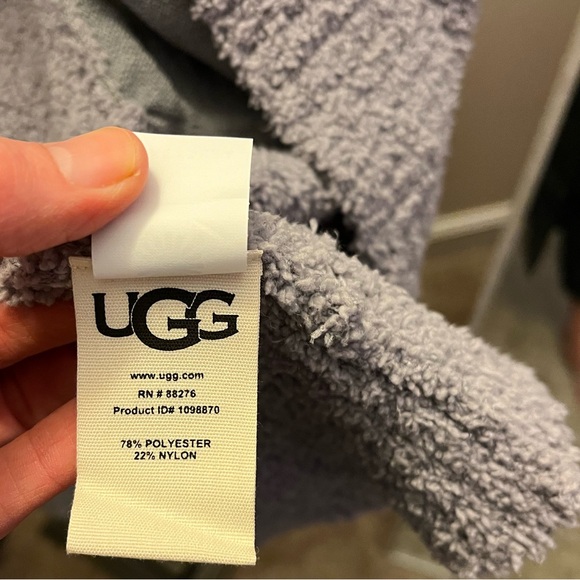 UGG
www.ugg.com
RN # 88276
Product ID# 1098870
78% POLYESTER
22% NYLON